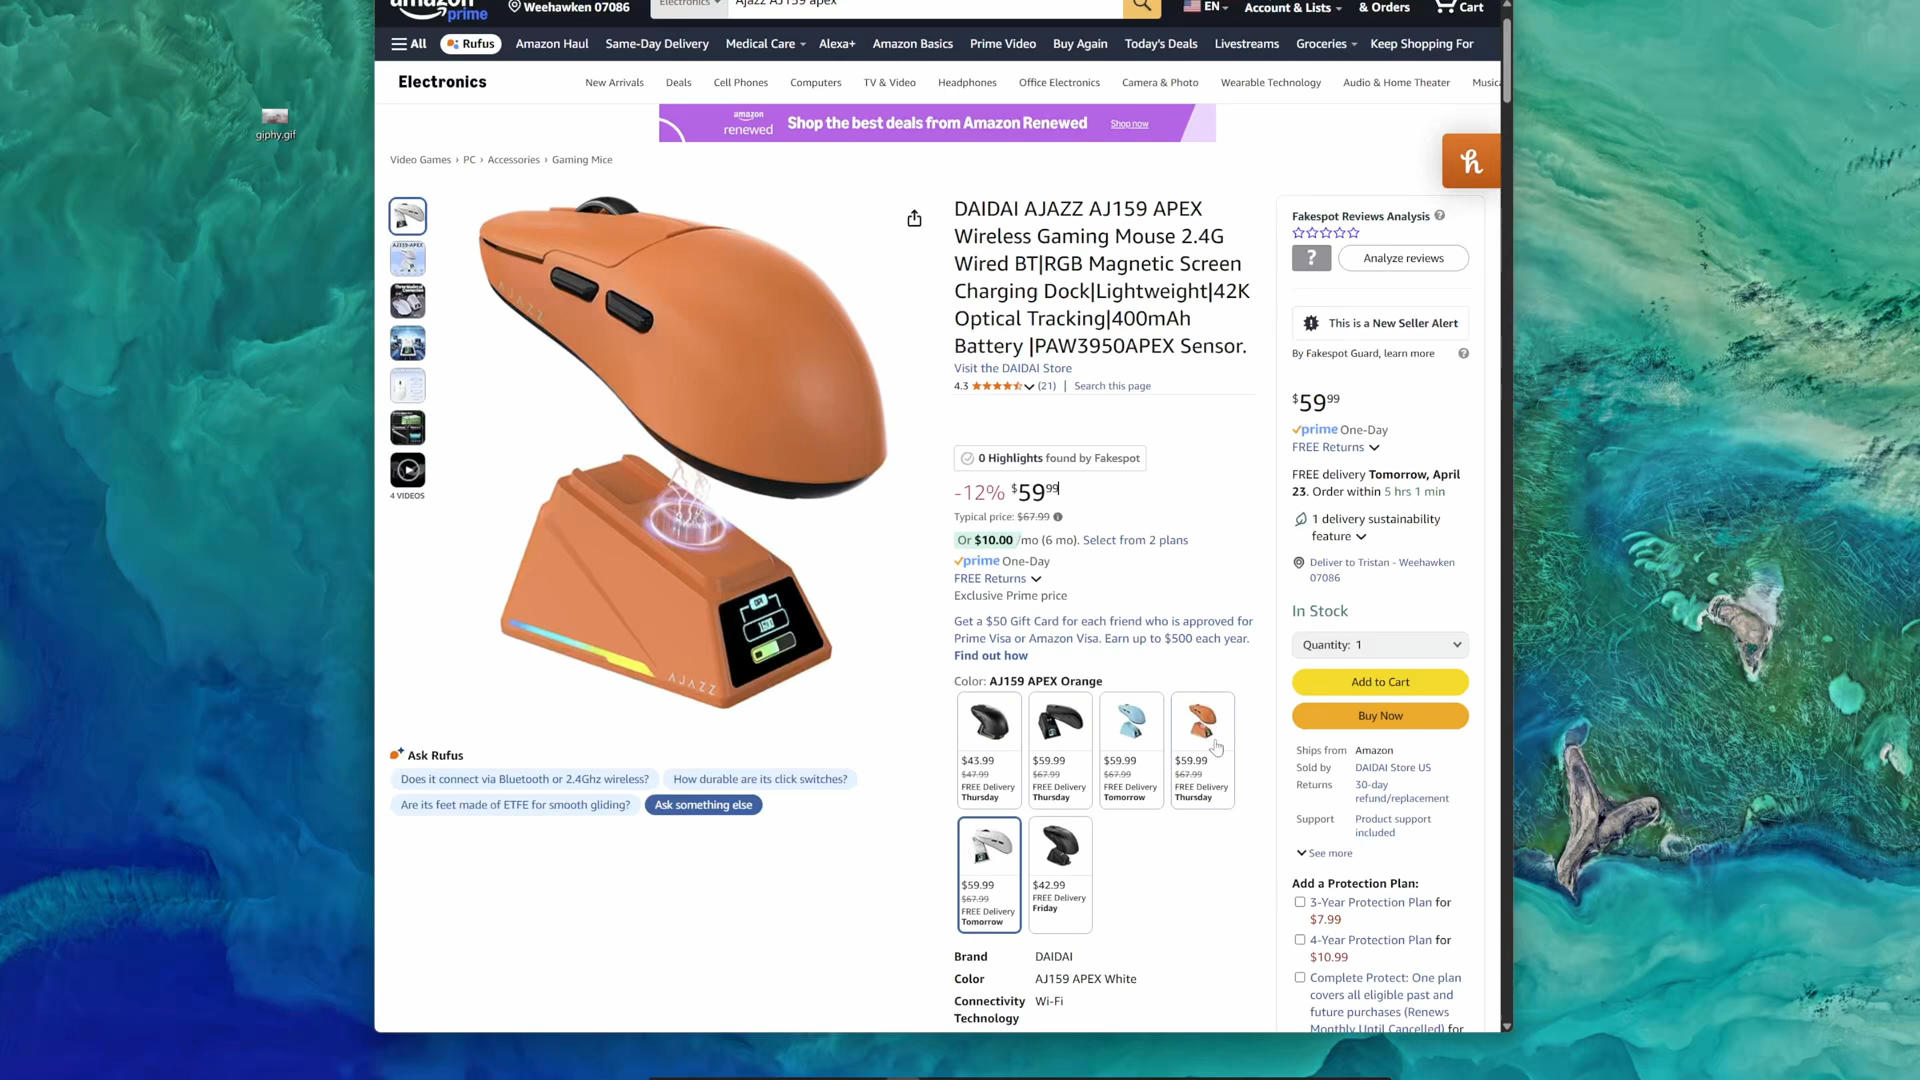 giphy.gif
amazon
prime
Weehawken 07086
Electronics
Ajazz AJ159 apex
EN
Account & Lists
& Orders
Cart
All
Rufus
Amazon Haul
Same-Day Delivery
Medical Care
Alexa+
Amazon Basics
Prime Video
Buy Again
Today's Deals
Livestreams
Groceries
Keep Shopping For
Electronics
New Arrivals
Deals
Cell Phones
Computers
TV & Video
Headphones
Office Electronics
Camera & Photo
Wearable Technology
Audio & Home Theater
amazon
renewed
Shop the best deals from Amazon Renewed
Shop now
Video Games › PC › Accessories › Gaming Mice
AJ159-APEX
4 VIDEOS
AJAZZ
AJAZZ
DPI
DAIDAI AJAZZ AJ159 APEX
Wireless Gaming Mouse 2.4G
Wired BT|RGB Magnetic Screen
Charging Dock|Lightweight|42K
Optical Tracking|400mAh
Battery |PAW3950APEX Sensor.
Visit the DAIDAI Store
4.3 (21) | Search this page
0 Highlights found by Fakespot
-12% $59.99
Typical price: $67.99
Or $10.00 /mo (6 mo). Select from 2 plans
prime One-Day
FREE Returns
Exclusive Prime price
Get a $50 Gift Card for each friend who is approved for
Prime Visa or Amazon Visa. Earn up to $500 each year.
Find out how
Color: AJ159 APEX Orange
$43.99
$47.99
FREE Delivery
Thursday
$59.99
$67.99
FREE Delivery
Thursday
$59.99
$67.99
FREE Delivery
Tomorrow
$59.99
$67.99
FREE Delivery
Thursday
$59.99
$67.99
FREE Delivery
Tomorrow
$42.99
FREE Delivery
Friday
Brand DAIDAI
Color AJ159 APEX White
Connectivity Wi-Fi
Technology
Ask Rufus
Does it connect via Bluetooth or 2.4Ghz wireless?
How durable are its click switches?
Are its feet made of ETFE for smooth gliding?
Ask something else
Fakespot Reviews Analysis
?
Analyze reviews
This is a New Seller Alert
By Fakespot Guard, learn more
$59.99
prime One-Day
FREE Returns
FREE delivery Tomorrow, April
23. Order within 5 hrs 1 min
1 delivery sustainability
feature
Deliver to Tristan - Weehawken
07086
In Stock
Quantity: 1
Add to Cart
Buy Now
Ships from Amazon
Sold by DAIDAI Store US
Returns 30-day
refund/replacement
Support Product support
included
See more
Add a Protection Plan:
3-Year Protection Plan for
$7.99
4-Year Protection Plan for
$10.99
Complete Protect: One plan
covers all eligible past and
future purchases (Renews
Monthly Until Cancelled) for